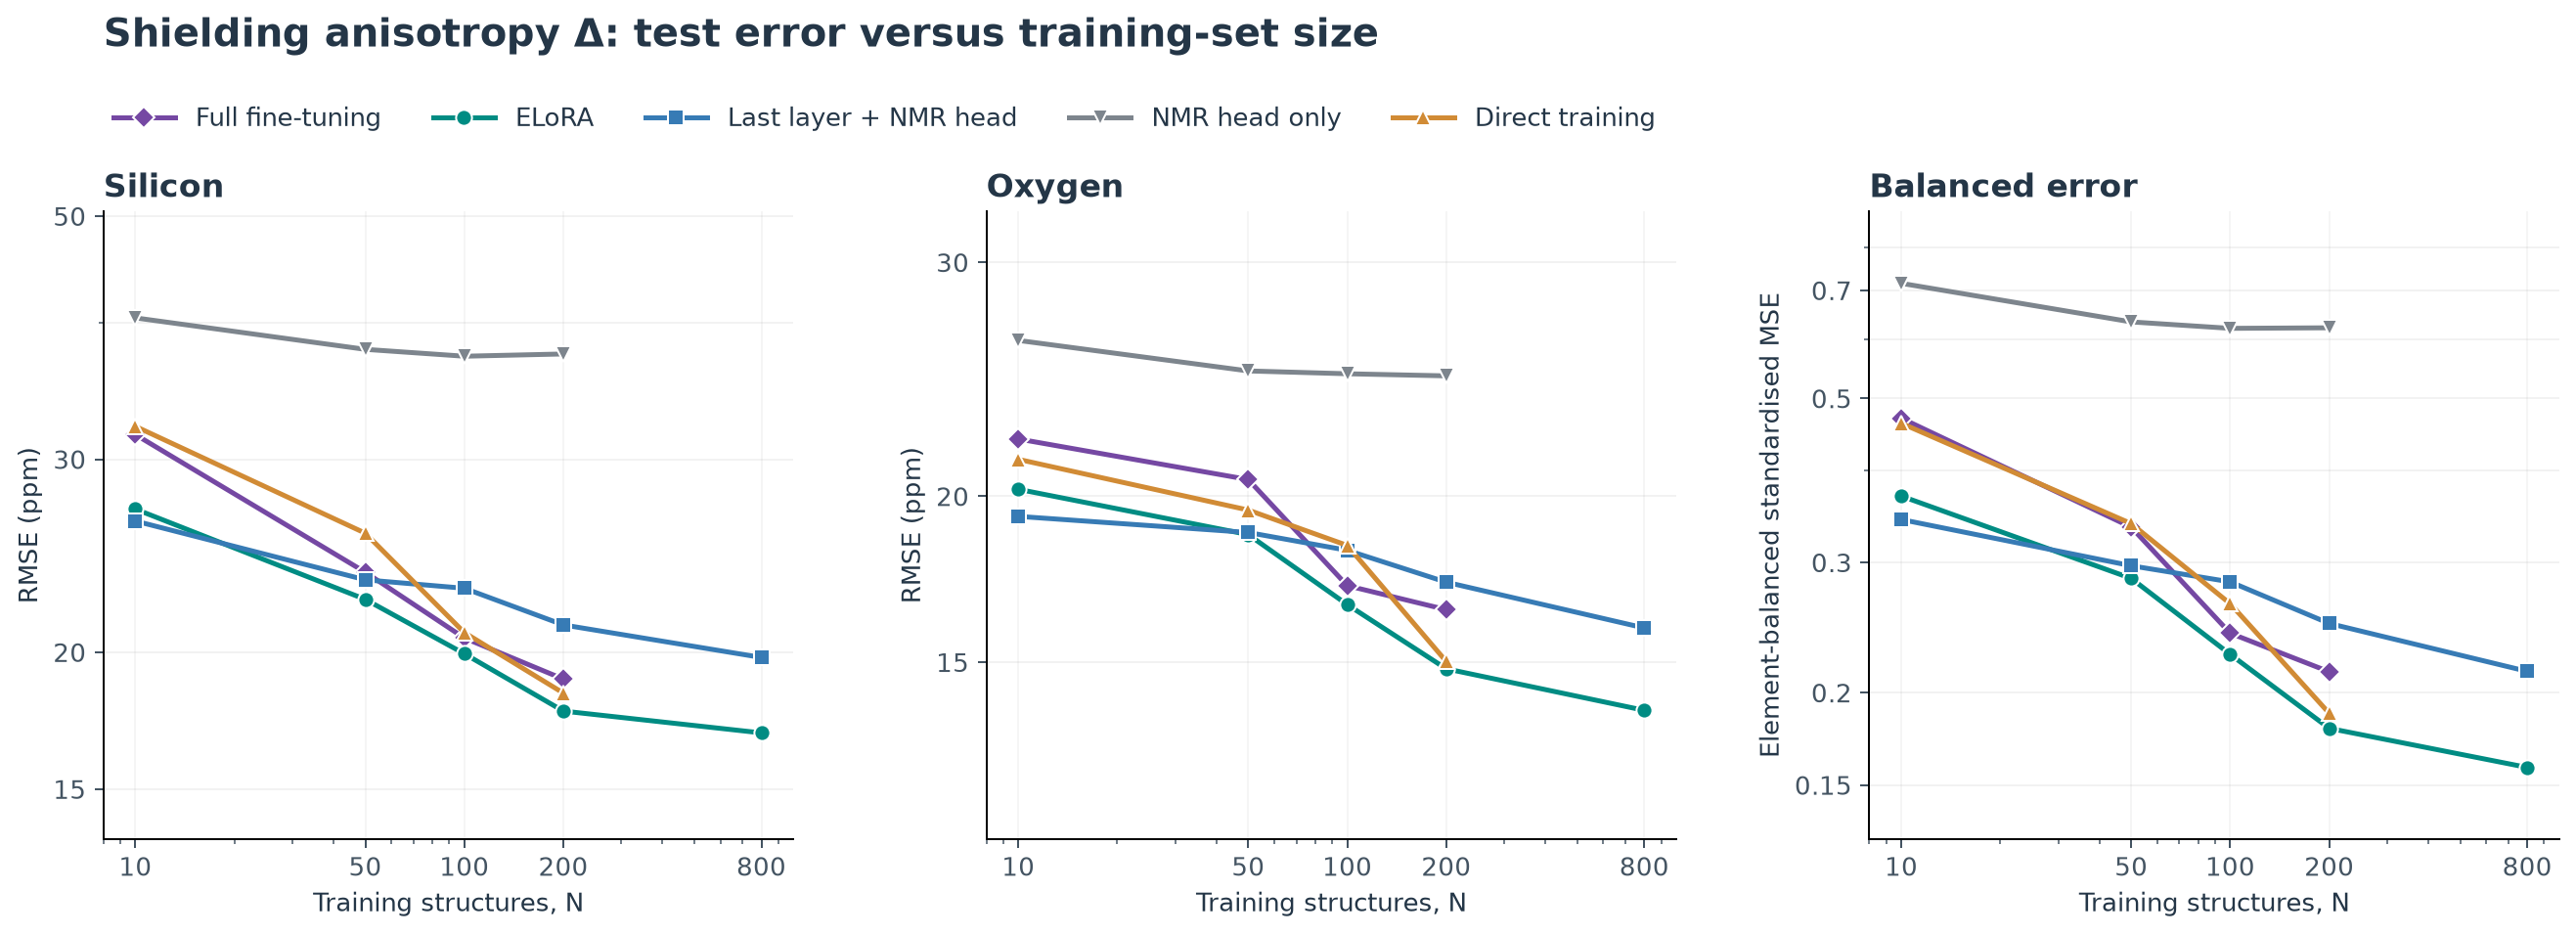 Shielding anisotropy Δ: test error versus training-set size
Full fine-tuning ELoRA Last layer + NMR head NMR head only Direct training
Silicon
50
30
20
15
RMSE (ppm)
10 50 100 200 800
Training structures, N
Oxygen
30
20
15
RMSE (ppm)
10 50 100 200 800
Training structures, N
Balanced error
0.7
0.5
0.3
0.2
0.15
Element-balanced standardised MSE
10 50 100 200 800
Training structures, N